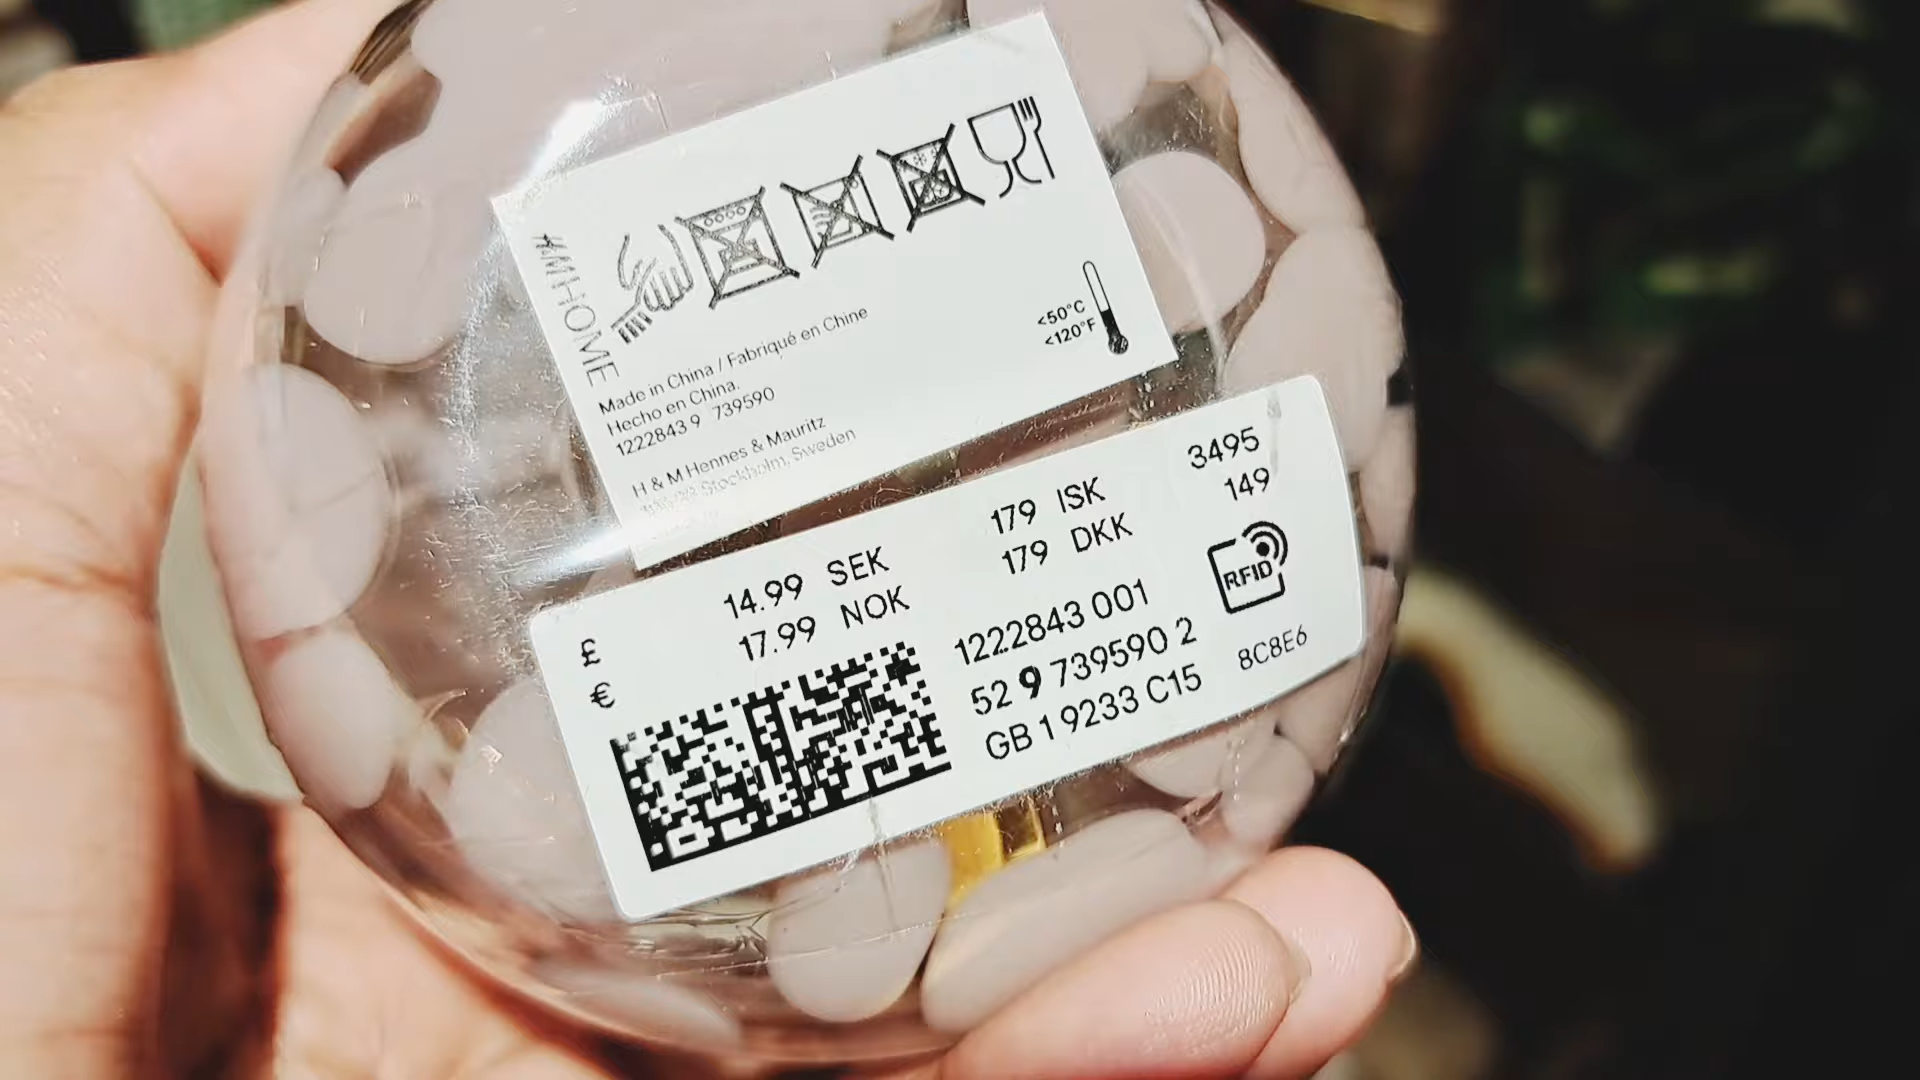 H&M HOME
<50°C
<120°F
Made in China / Fabriqué en Chine
Hecho en China.
1222843 9 739590
H & M Hennes & Mauritz
Stockholm, Sweden
£ 14.99 SEK 179 ISK 3495
€ 17.99 NOK 179 DKK 149
RFID
1222843 001
52 9 739590 2
GB 1 9233 C15
8C8E6